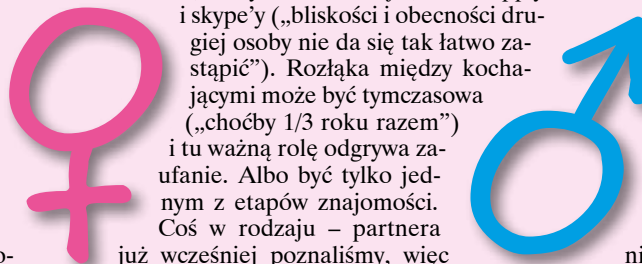 i skype'y („bliskości i obecności dru-
giej osoby nie da się tak łatwo za-
stąpić”). Rozłąka między kocha-
jącymi może być tymczasowa
(„choćby 1/3 roku razem”)
i tu ważną rolę odgrywa za-
ufanie. Albo być tylko jed-
nym z etapów znajomości.
Coś w rodzaju – partnera
już wcześniej poznaliśmy, więc